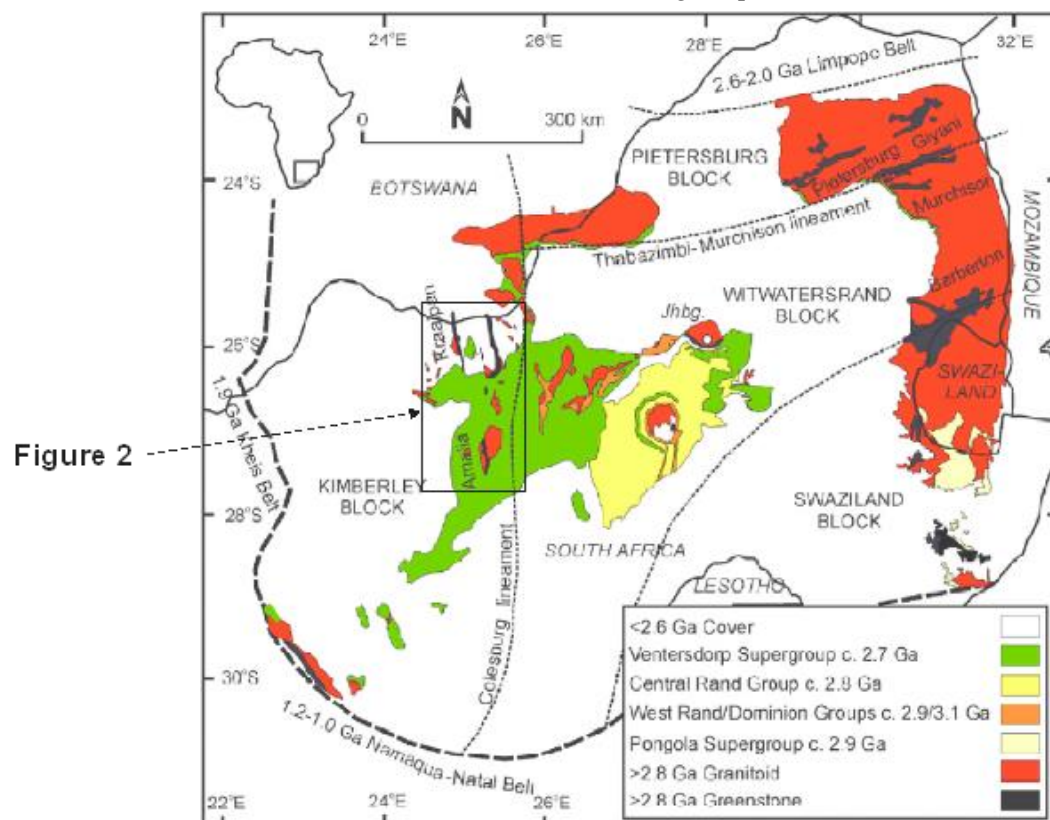 24°E
26°E
28°E
32°E
2.6-2.0 Ga Limpopo Belt
N
0
300 km
PIETERSBURG
BLOCK
Giyani
Pietersburg
Murchison
24°S
BOTSWANA
Thabazimbi-Murchison lineament
MOZAMBIQUE
Barberton
WITWATERSRAND
BLOCK
Jhbg.
Kraaipan
SWAZI-
LAND
1.9 Ga Kheis Belt
Figure 2
Amalia
KIMBERLEY
BLOCK
28°S
SWAZILAND
BLOCK
SOUTH AFRICA
LESOTHO
Colesburg lineament
30°S
1.2-1.0 Ga Namaqua-Natal Belt
22°E
24°E
26°E
<2.6 Ga Cover
Ventersdorp Supergroup c. 2.7 Ga
Central Rand Group c. 2.8 Ga
West Rand/Dominion Groups c. 2.9/3.1 Ga
Pongola Supergroup c. 2.9 Ga
>2.8 Ga Granitoid
>2.8 Ga Greenstone